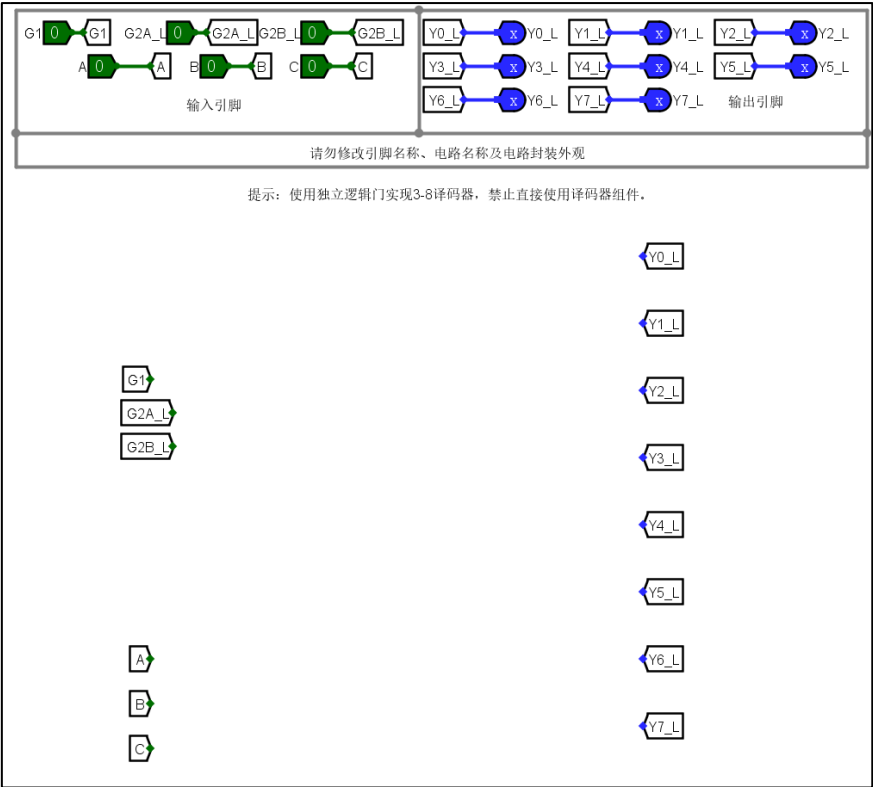 G1 0 G1 G2A_L 0 G2A_L G2B_L 0 G2B_L Y0_L x Y0_L Y1_L x Y1_L Y2_L x Y2_L
A 0 A B 0 B C 0 C Y3_L x Y3_L Y4_L x Y4_L Y5_L x Y5_L
输入引脚 Y6_L x Y6_L Y7_L x Y7_L 输出引脚
请勿修改引脚名称、电路名称及电路封装外观
提示：使用独立逻辑门实现3-8译码器，禁止直接使用译码器组件。
Y0_L
Y1_L
G1
Y2_L
G2A_L
G2B_L
Y3_L
Y4_L
Y5_L
A
Y6_L
B
Y7_L
C